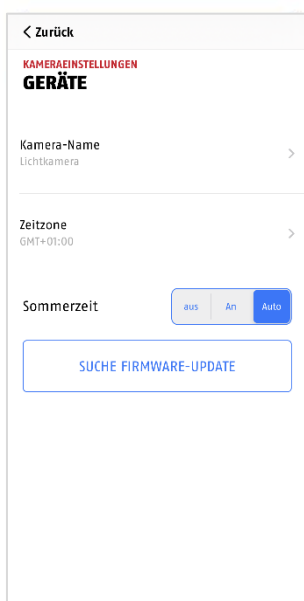 Zurück
KAMERAEINSTELLUNGEN
GERÄTE
Kamera-Name
Lichtkamera
Zeitzone
GMT+01:00
Sommerzeit aus An Auto
SUCHE FIRMWARE-UPDATE